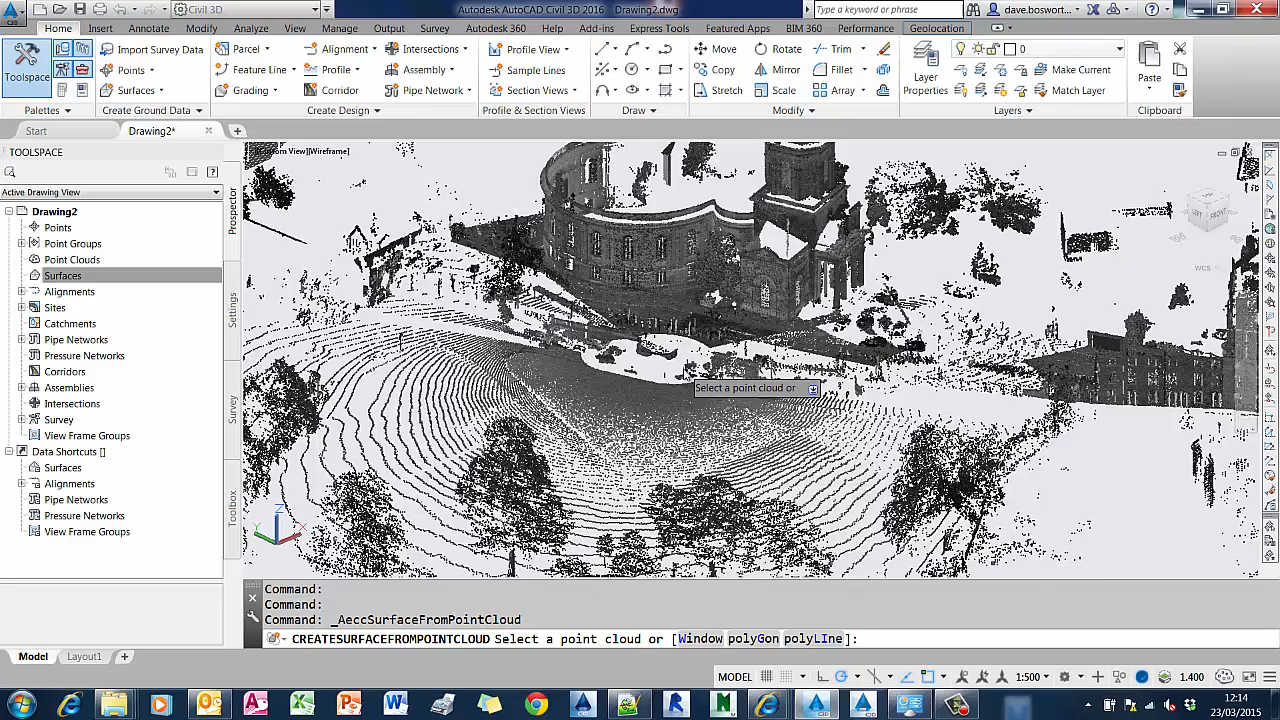 Civil 3D
Autodesk AutoCAD Civil 3D 2016 Drawing2.dwg
Type a keyword or phrase
dave.boswort...
Home Insert Annotate Modify Analyze View Manage Output Survey Autodesk 360 Help Add-ins Express Tools Featured Apps BIM 360 Performance Geolocation
Toolspace
Import Survey Data
Points
Surfaces
Parcel
Feature Line
Grading
Alignment
Profile
Corridor
Intersections
Assembly
Pipe Network
Profile View
Sample Lines
Section Views
Move
Copy
Stretch
Rotate
Mirror
Scale
Trim
Fillet
Array
Layer
Properties
0
Make Current
Match Layer
Paste
Palettes
Create Ground Data
Create Design
Profile & Section Views
Draw
Modify
Layers
Clipboard
Start
Drawing2*
TOOLSPACE
Active Drawing View
Drawing2
Points
Point Groups
Point Clouds
Surfaces
Alignments
Sites
Catchments
Pipe Networks
Pressure Networks
Corridors
Assemblies
Intersections
Survey
View Frame Groups
Data Shortcuts []
Surfaces
Alignments
Pipe Networks
Pressure Networks
View Frame Groups
Prospector
Settings
Survey
Toolbox
View][Wireframe]
LEFT
FRONT
WCS
Select a point cloud or
Z
Y
X
Command:
Command:
Command: _AeccSurfaceFromPointCloud
CREATESURFACEFROMPOINTCLOUD Select a point cloud or [Window polyGon polyLIne]:
Model
Layout1
MODEL
1:500
1.400
12:14
23/03/2015